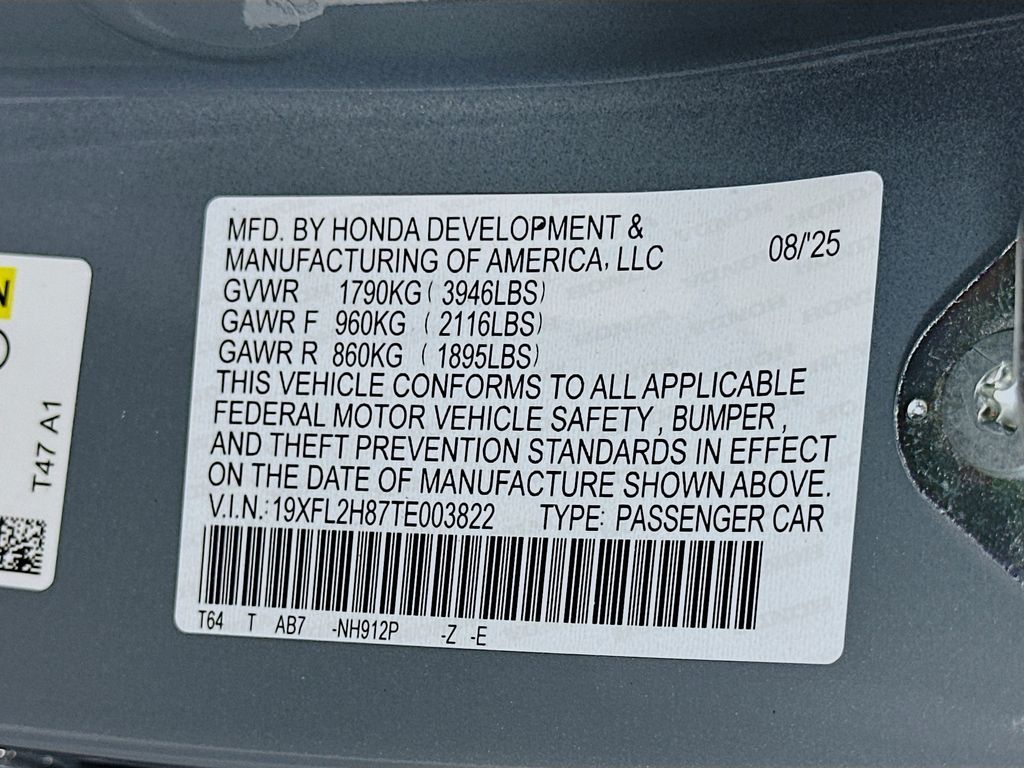 MFD. BY HONDA DEVELOPMENT &
MANUFACTURING OF AMERICA, LLC 08/'25
GVWR 1790KG ( 3946LBS)
GAWR F 960KG ( 2116LBS)
GAWR R 860KG ( 1895LBS)
THIS VEHICLE CONFORMS TO ALL APPLICABLE
FEDERAL MOTOR VEHICLE SAFETY , BUMPER ,
AND THEFT PREVENTION STANDARDS IN EFFECT
ON THE DATE OF MANUFACTURE SHOWN ABOVE.
V.I.N.: 19XFL2H87TE003822 TYPE: PASSENGER CAR
T64 T AB7 -NH912P -Z -E
N
T47 A1